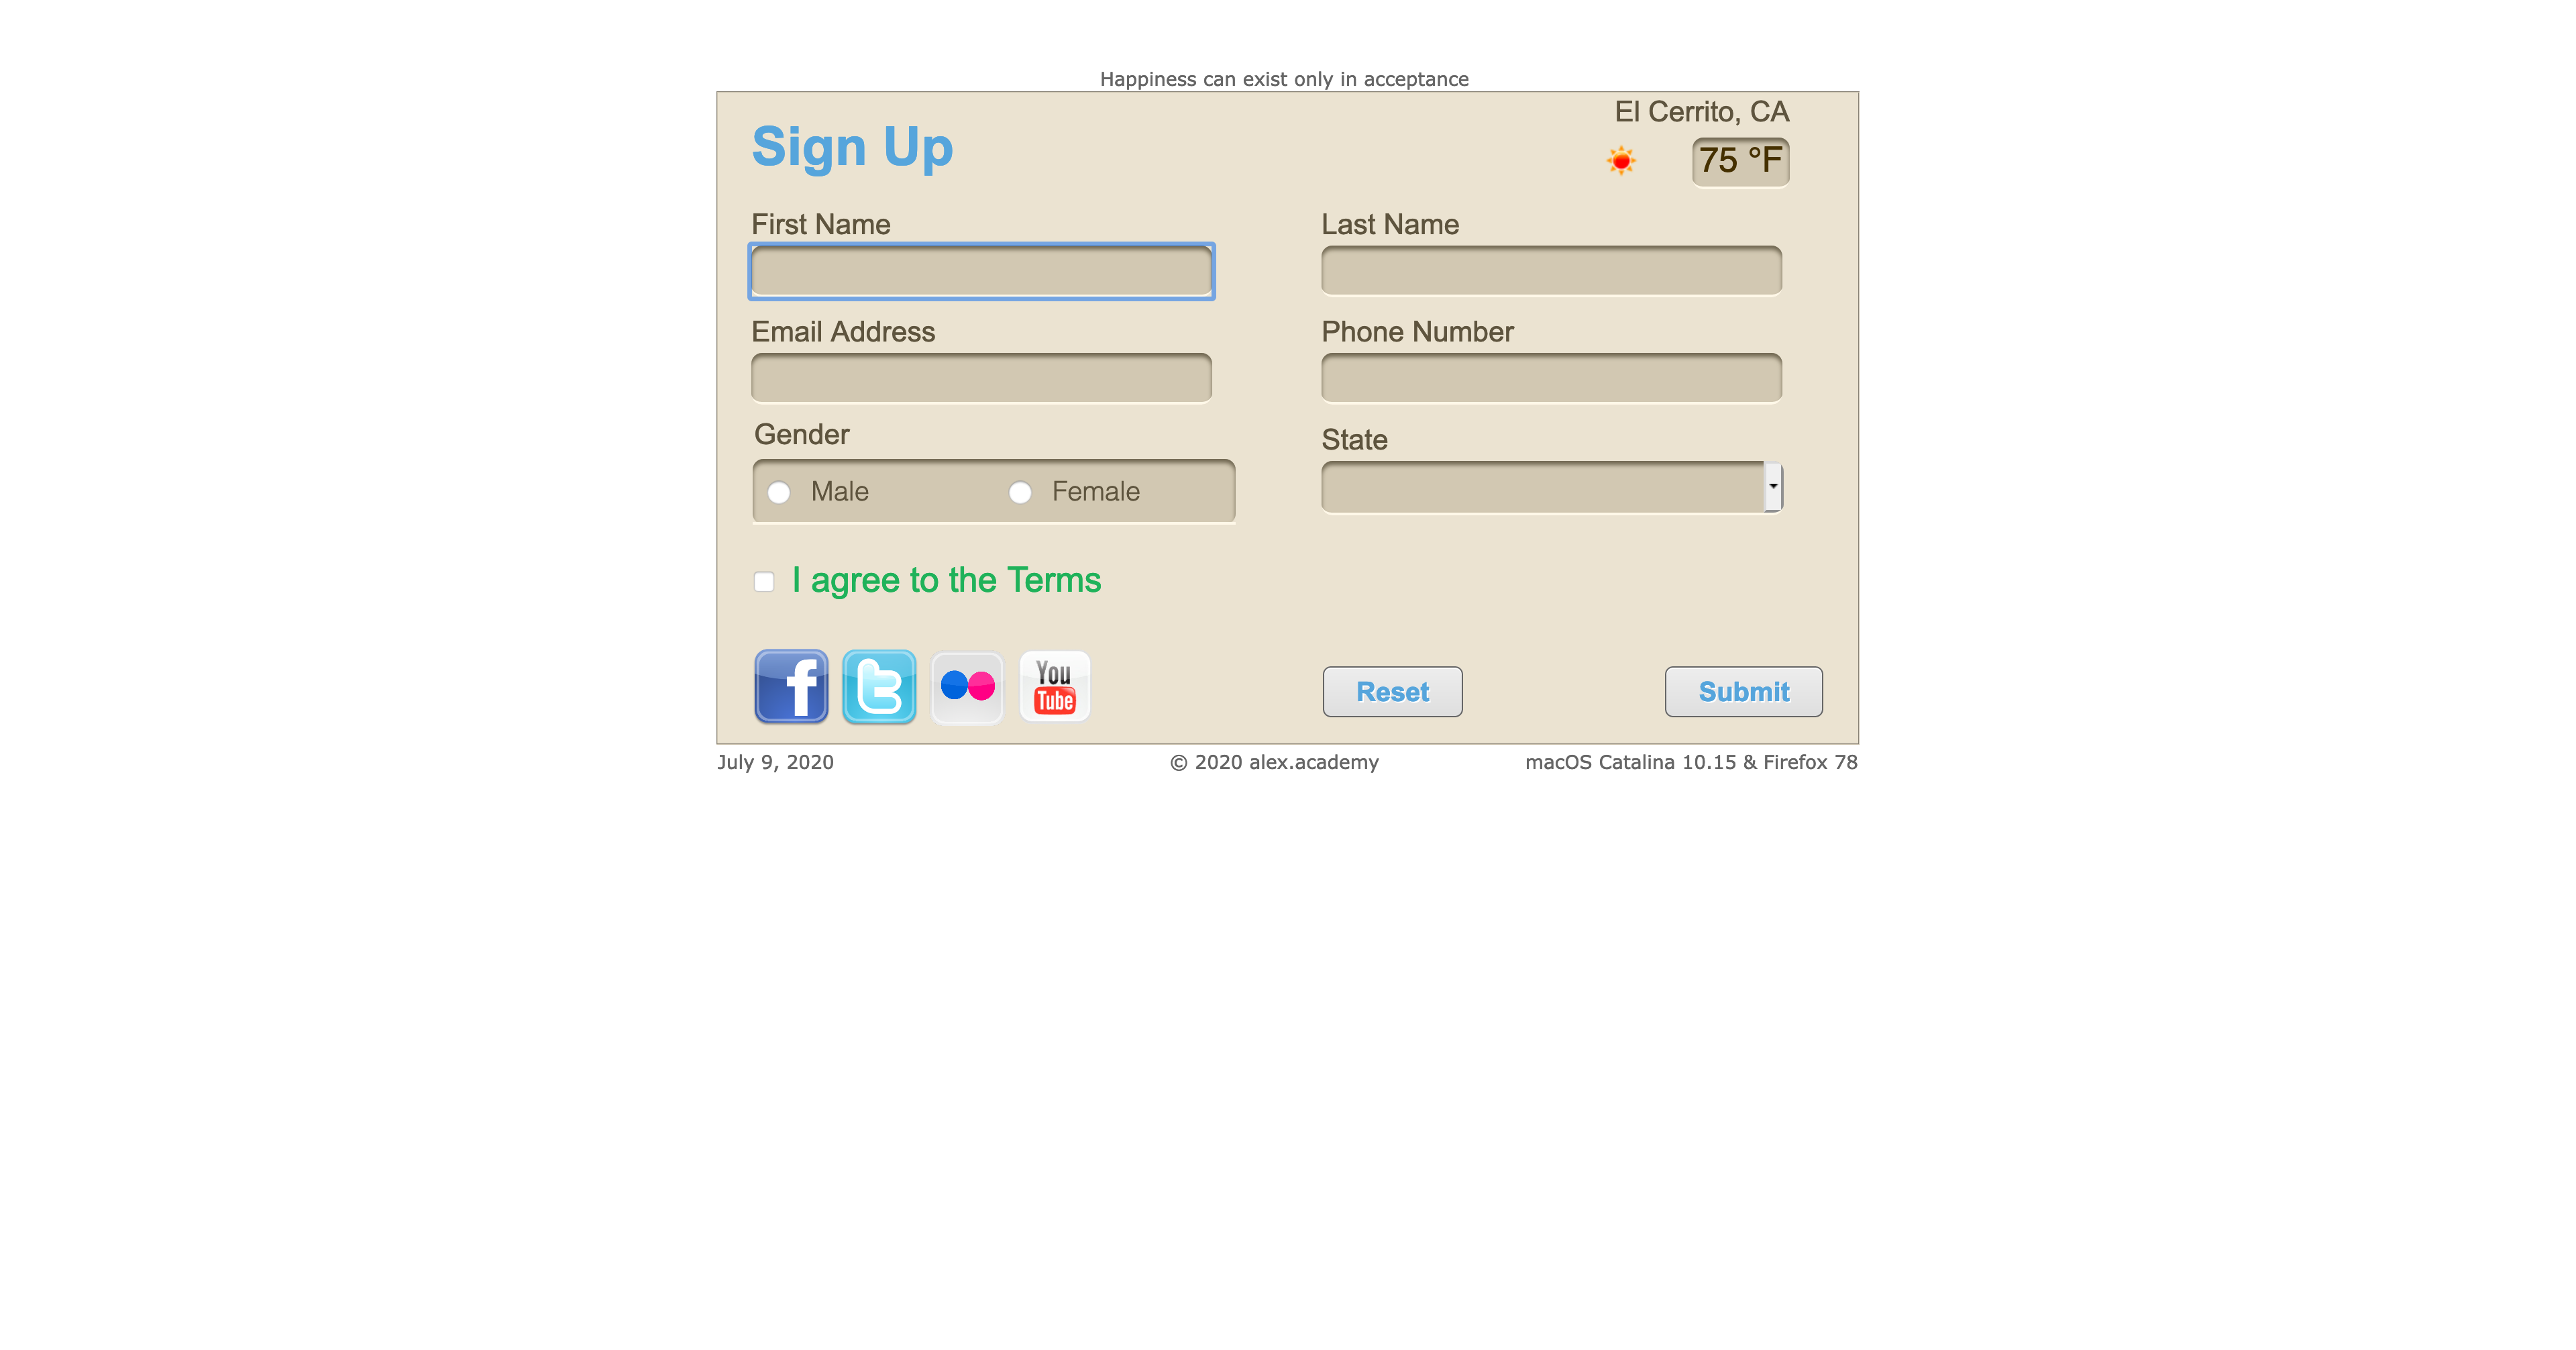 Happiness can exist only in acceptance
El Cerrito, CA
Sign Up
75 °F
First Name
Last Name
Email Address
Phone Number
Gender
State
Male
Female
I agree to the Terms
f
t
You
Tube
Reset
Submit
July 9, 2020
© 2020 alex.academy
macOS Catalina 10.15 & Firefox 78